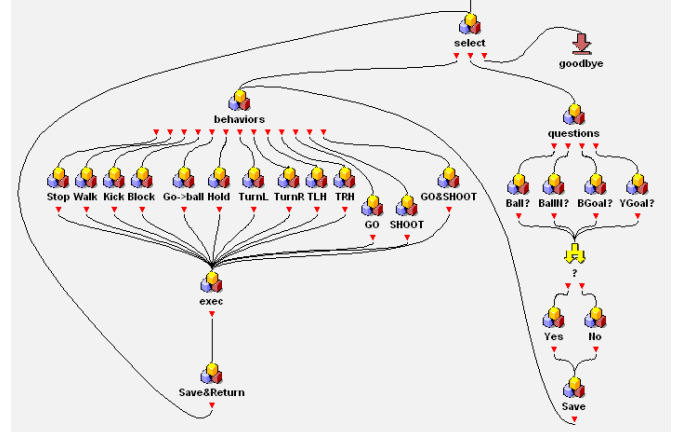 select
goodbye
behaviors
questions
Stop Walk Kick Block Go->ball Hold TurnL TurnR TLH TRH GO&SHOOT
Ball? BallIN? BGoal? YGoal?
GO SHOOT
?
exec
Yes No
Save&Return
Save